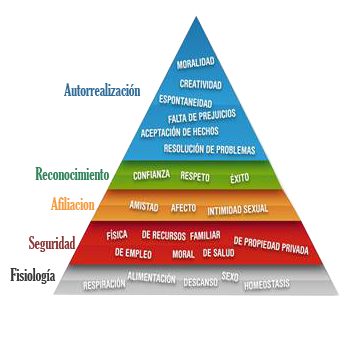 MORALIDAD
CREATIVIDAD
Autorrealización
ESPONTANEIDAD
FALTA DE PREJUICIOS
ACEPTACIÓN DE HECHOS
RESOLUCIÓN DE PROBLEMAS
Reconocimiento
CONFIANZA RESPETO ÉXITO
Afiliacion
AMISTAD AFECTO INTIMIDAD SEXUAL
Seguridad
FÍSICA DE RECURSOS FAMILIAR DE PROPIEDAD PRIVADA
DE EMPLEO MORAL DE SALUD
Fisiología
RESPIRACIÓN ALIMENTACIÓN DESCANSO SEXO HOMEOSTASIS